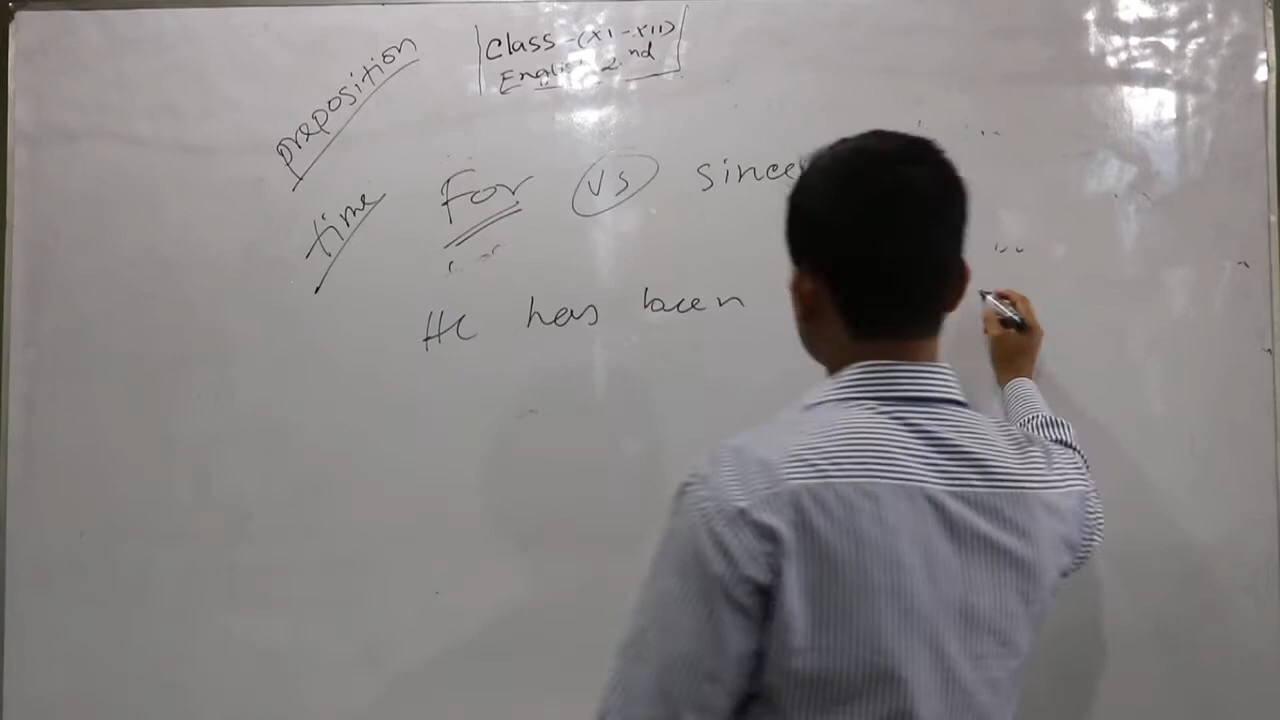 Class-(XI-XII)
English 2nd
preposition
time
For VS since
He has been